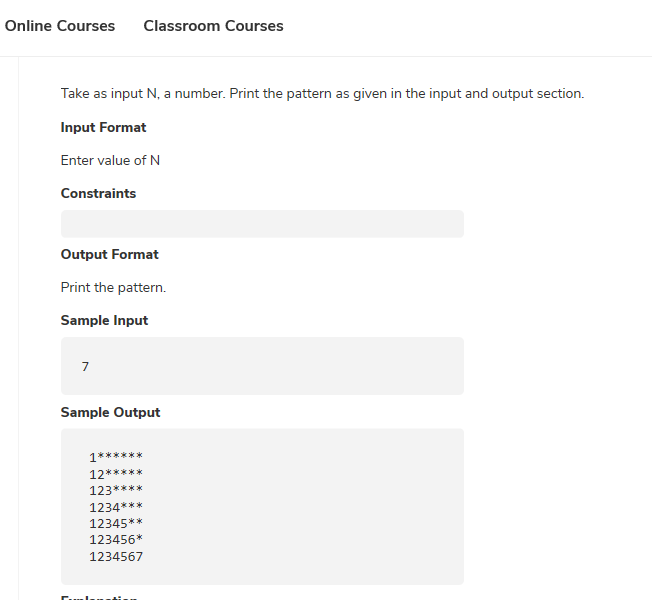 Online Courses Classroom Courses
Take as input N, a number. Print the pattern as given in the input and output section.
Input Format
Enter value of N
Constraints
Output Format
Print the pattern.
Sample Input
7
Sample Output
1******
12*****
123****
1234***
12345**
123456*
1234567